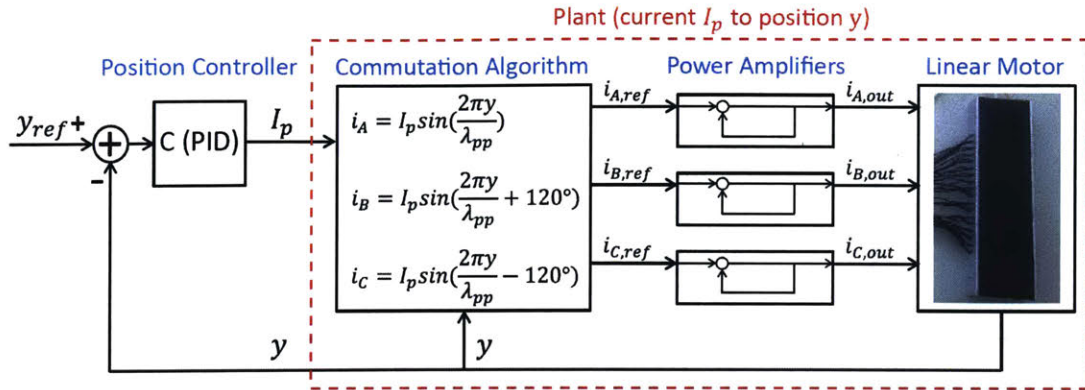 Plant (current I_p to position y)
Position Controller
Commutation Algorithm
Power Amplifiers
Linear Motor
y_ref +
+
-
C (PID)
I_p
i_A = I_p sin(2πy/λ_pp)
i_B = I_p sin(2πy/λ_pp + 120°)
i_C = I_p sin(2πy/λ_pp − 120°)
i_A,ref
i_A,out
i_B,ref
i_B,out
i_C,ref
i_C,out
y
y